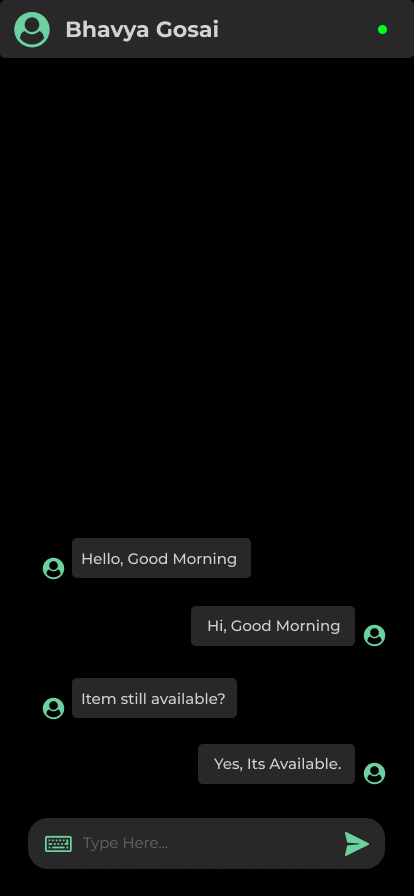 Bhavya Gosai
Hello, Good Morning
Hi, Good Morning
Item still available?
Yes, Its Available.
Type Here...